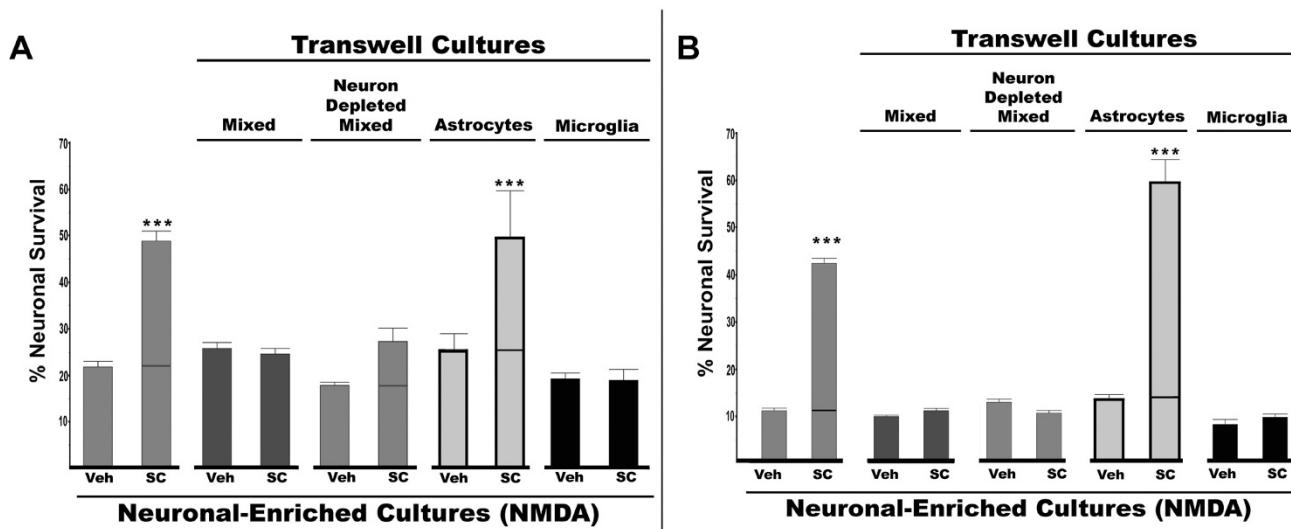 A
Transwell Cultures
Mixed
Neuron
Depleted
Mixed
Astrocytes
Microglia
% Neuronal Survival
70
60
50
40
30
20
10
***
***
Veh SC Veh SC Veh SC Veh SC Veh SC
Neuronal-Enriched Cultures (NMDA)
B
Transwell Cultures
Mixed
Neuron
Depleted
Mixed
Astrocytes
Microglia
% Neuronal Survival
70
60
50
40
30
20
10
***
***
Veh SC Veh SC Veh SC Veh SC Veh SC
Neuronal-Enriched Cultures (NMDA)